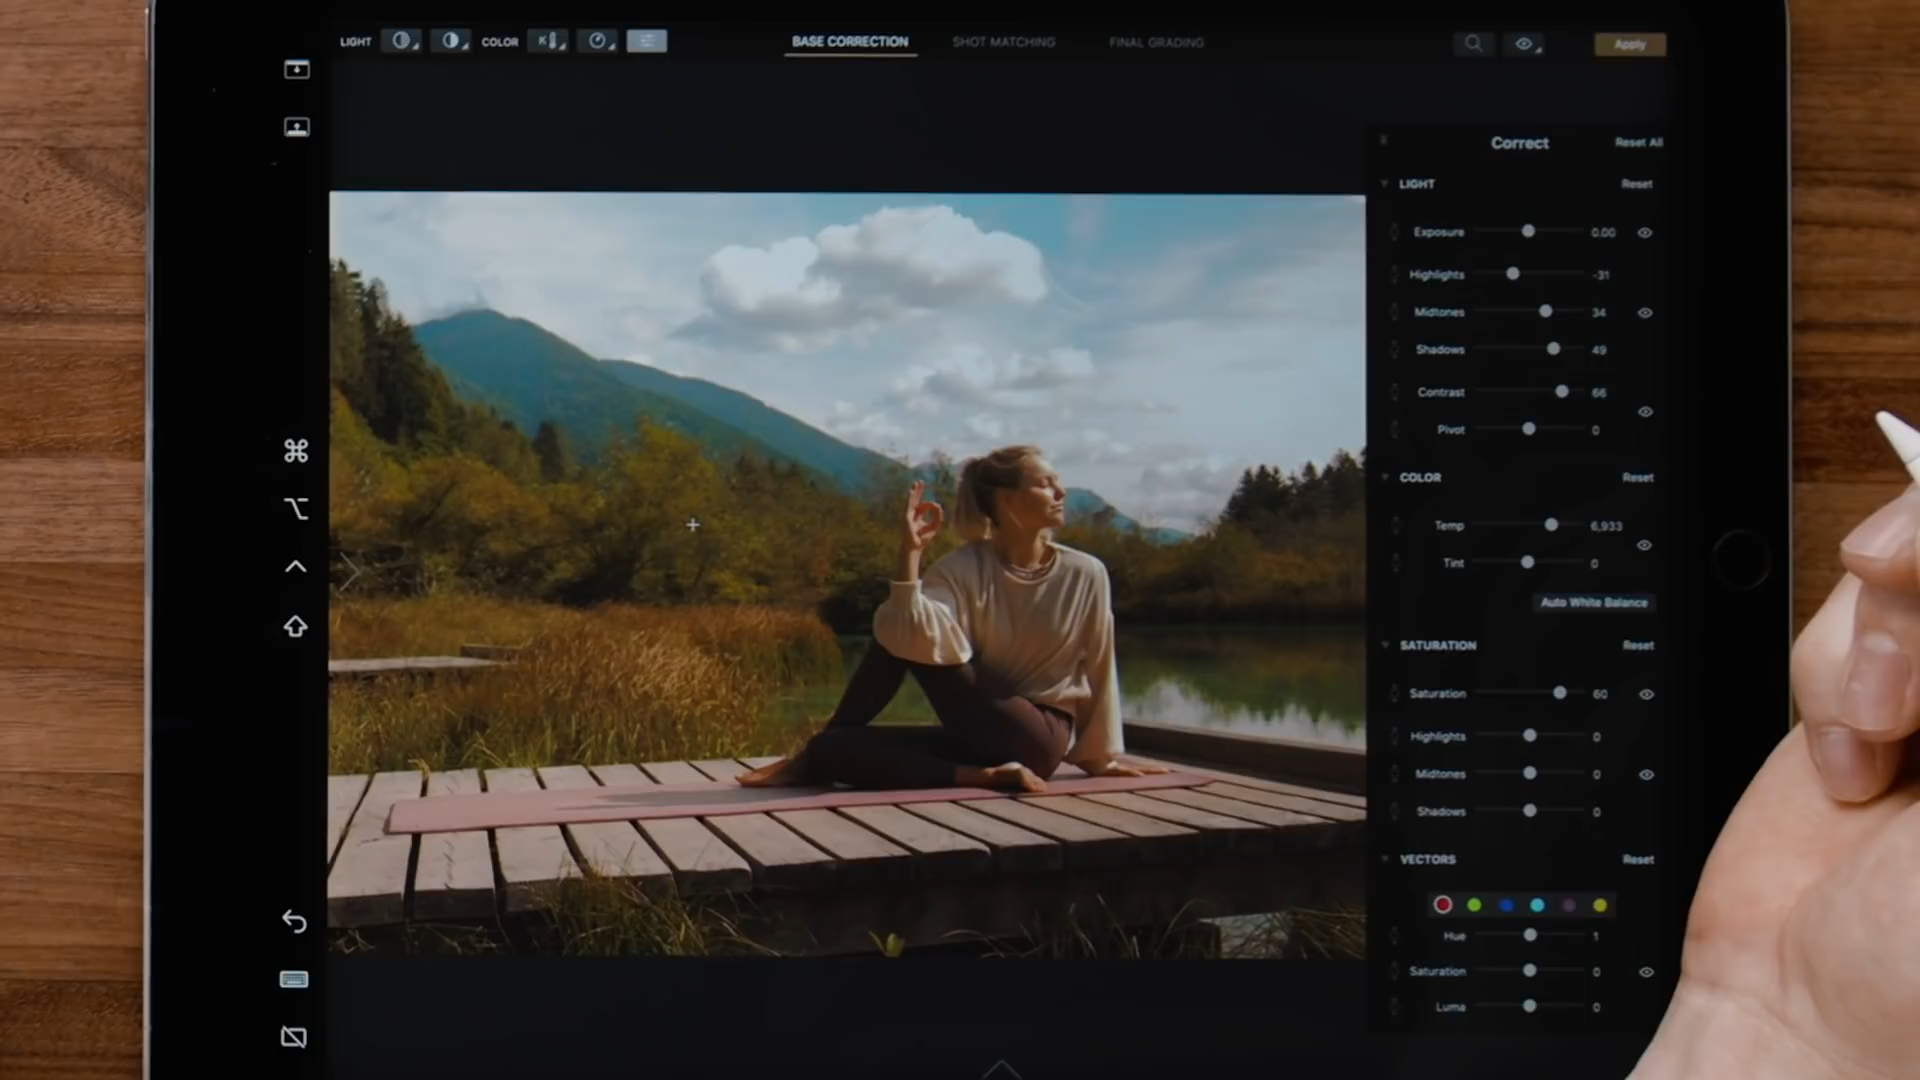 LIGHT COLOR K BASE CORRECTION SHOT MATCHING FINAL GRADING Apply
Correct Reset All
LIGHT Reset
Exposure 0.00
Highlights -31
Midtones 34
Shadows 49
Contrast 66
Pivot 0
COLOR Reset
Temp 6,933
Tint 0
Auto White Balance
SATURATION Reset
Saturation 60
Highlights 0
Midtones 0
Shadows 0
VECTORS Reset
Hue 1
Saturation 0
Luma 0